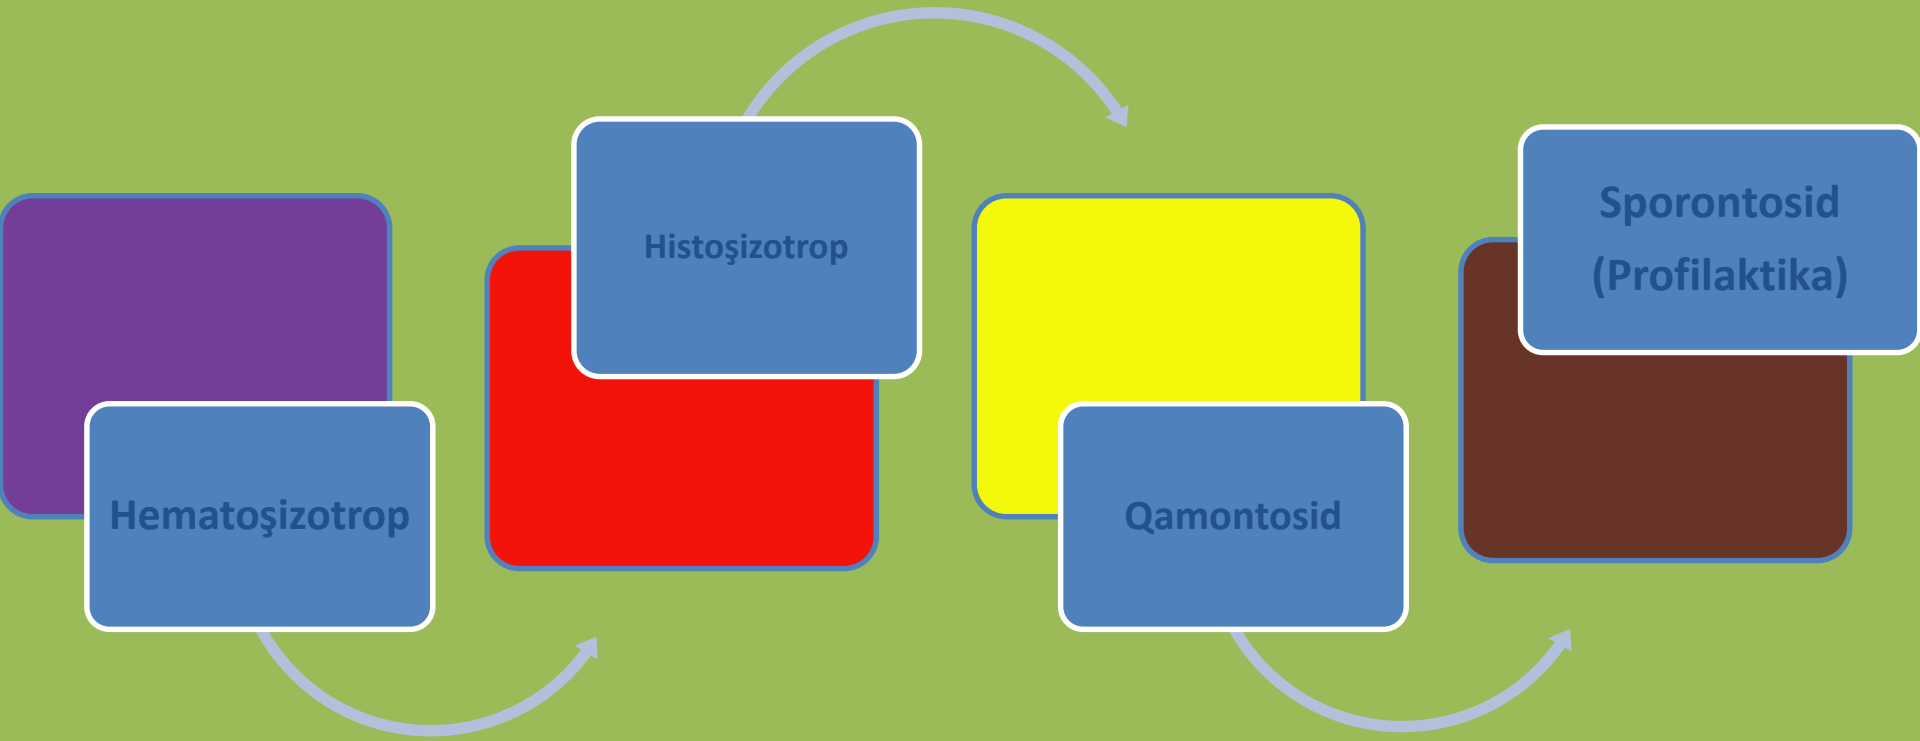 Hematoşizotrop
Histoşizotrop
Qamontosid
Sporontosid
(Profilaktika)